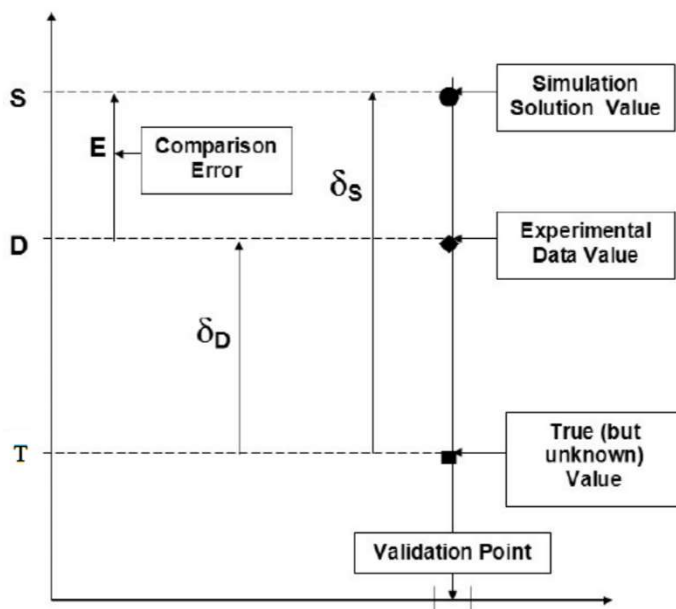 S
Simulation
Solution Value
E
Comparison
Error
δS
D
Experimental
Data Value
δD
T
True (but
unknown)
Value
Validation Point